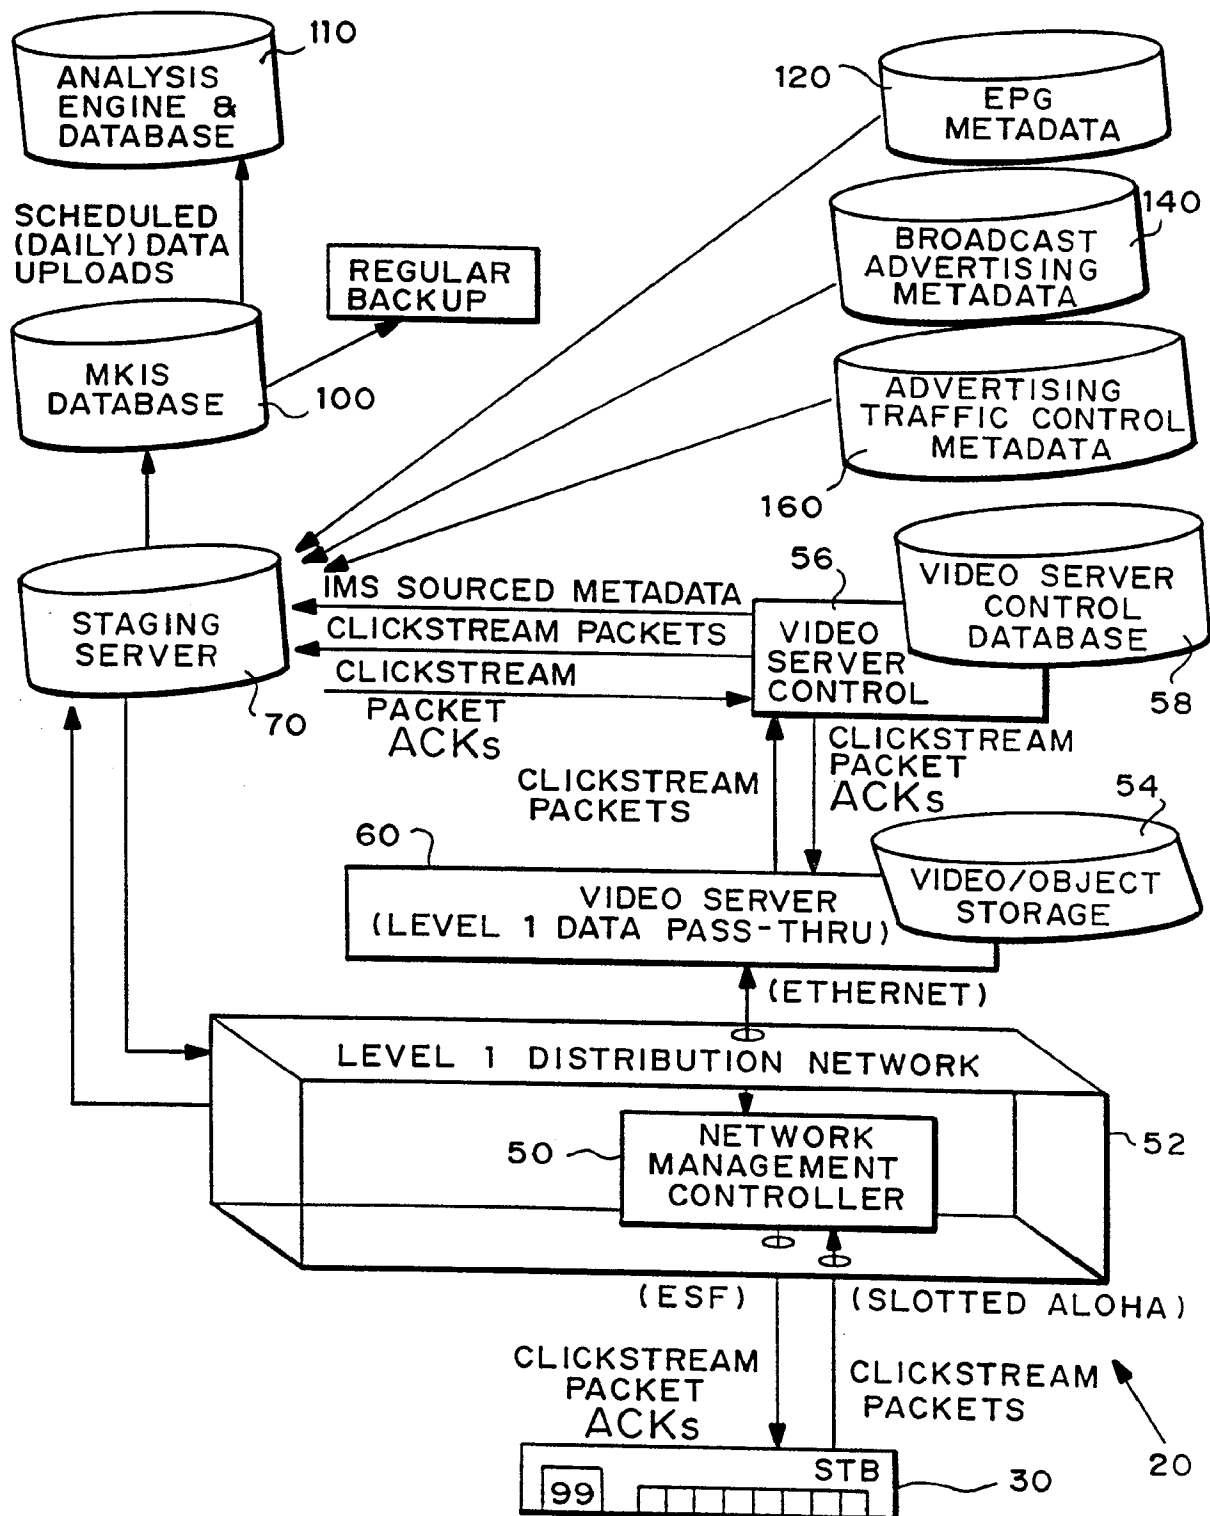 110
ANALYSIS
ENGINE &
DATABASE
120
EPG
METADATA
SCHEDULED
(DAILY) DATA
UPLOADS
140
BROADCAST
ADVERTISING
METADATA
REGULAR
BACKUP
MKIS
DATABASE
100
ADVERTISING
TRAFFIC CONTROL
METADATA
160
56
VIDEO SERVER
CONTROL
DATABASE
58
STAGING
SERVER
70
IMS SOURCED METADATA
CLICKSTREAM PACKETS
CLICKSTREAM
PACKET
ACKs
VIDEO
SERVER
CONTROL
CLICKSTREAM
PACKETS
CLICKSTREAM
PACKET
ACKs
54
60
VIDEO SERVER
(LEVEL 1 DATA PASS-THRU)
VIDEO/OBJECT
STORAGE
(ETHERNET)
LEVEL 1 DISTRIBUTION NETWORK
50
NETWORK
MANAGEMENT
CONTROLLER
52
(ESF)
(SLOTTED ALOHA)
CLICKSTREAM
PACKET
ACKs
CLICKSTREAM
PACKETS
20
STB
99
30